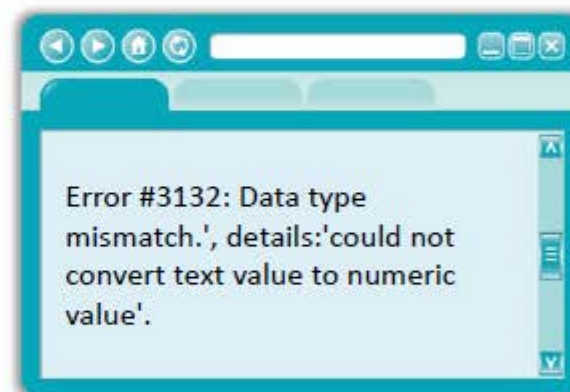 Error #3132: Data type
mismatch.', details:'could not
convert text value to numeric
value'.